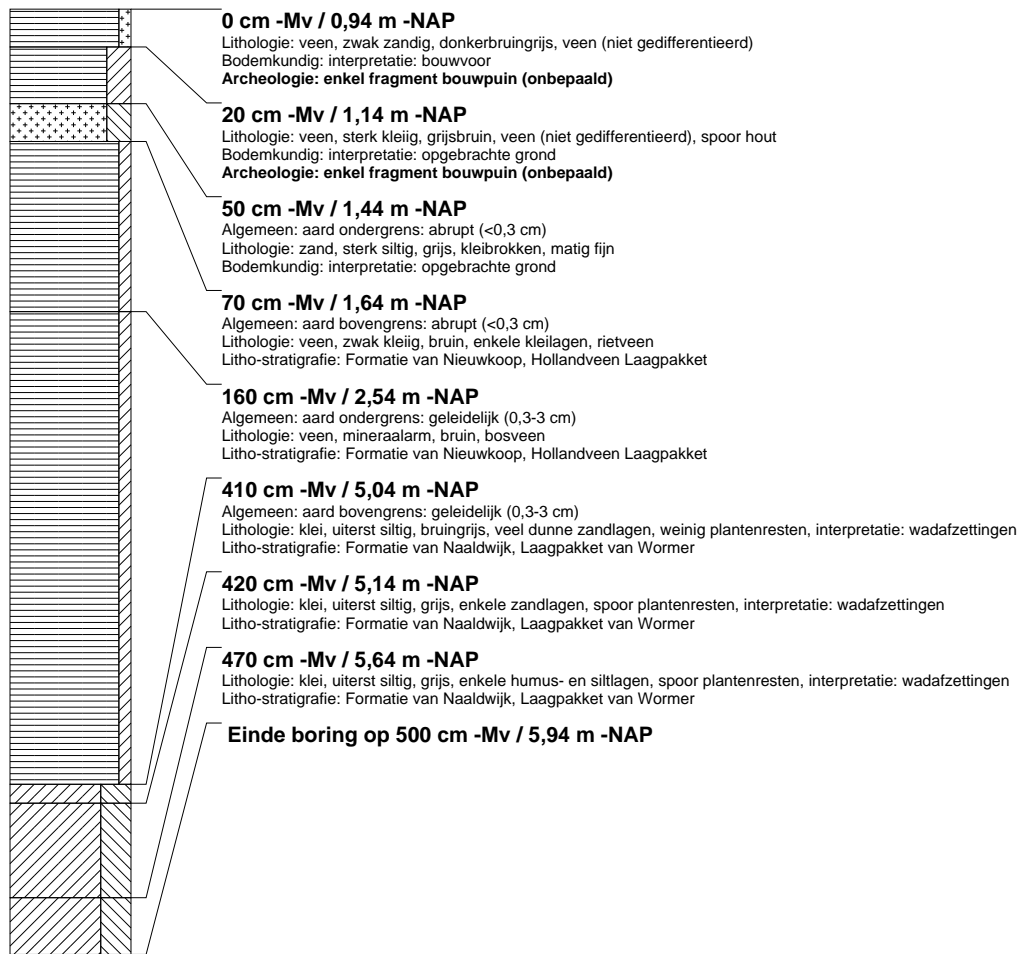 0 cm -Mv / 0,94 m -NAP
Lithologie: veen, zwak zandig, donkerbruingrijs, veen (niet gedifferentieerd)
Bodemkundig: interpretatie: bouwvoor
Archeologie: enkel fragment bouwpuin (onbepaald)
20 cm -Mv / 1,14 m -NAP
Lithologie: veen, sterk kleiig, grijsbruin, veen (niet gedifferentieerd), spoor hout
Bodemkundig: interpretatie: opgebrachte grond
Archeologie: enkel fragment bouwpuin (onbepaald)
50 cm -Mv / 1,44 m -NAP
Algemeen: aard ondergrens: abrupt (<0,3 cm)
Lithologie: zand, sterk siltig, grijs, kleibrokken, matig fijn
Bodemkundig: interpretatie: opgebrachte grond
70 cm -Mv / 1,64 m -NAP
Algemeen: aard bovengrens: abrupt (<0,3 cm)
Lithologie: veen, zwak kleiig, bruin, enkele kleilagen, rietveen
Litho-stratigrafie: Formatie van Nieuwkoop, Hollandveen Laagpakket
160 cm -Mv / 2,54 m -NAP
Algemeen: aard ondergrens: geleidelijk (0,3-3 cm)
Lithologie: veen, mineraalarm, bruin, bosveen
Litho-stratigrafie: Formatie van Nieuwkoop, Hollandveen Laagpakket
410 cm -Mv / 5,04 m -NAP
Algemeen: aard bovengrens: geleidelijk (0,3-3 cm)
Lithologie: klei, uiterst siltig, bruingrijs, veel dunne zandlagen, weinig plantenresten, interpretatie: wadafzettingen
Litho-stratigrafie: Formatie van Naaldwijk, Laagpakket van Wormer
420 cm -Mv / 5,14 m -NAP
Lithologie: klei, uiterst siltig, grijs, enkele zandlagen, spoor plantenresten, interpretatie: wadafzettingen
Litho-stratigrafie: Formatie van Naaldwijk, Laagpakket van Wormer
470 cm -Mv / 5,64 m -NAP
Lithologie: klei, uiterst siltig, grijs, enkele humus- en siltlagen, spoor plantenresten, interpretatie: wadafzettingen
Litho-stratigrafie: Formatie van Naaldwijk, Laagpakket van Wormer
Einde boring op 500 cm -Mv / 5,94 m -NAP